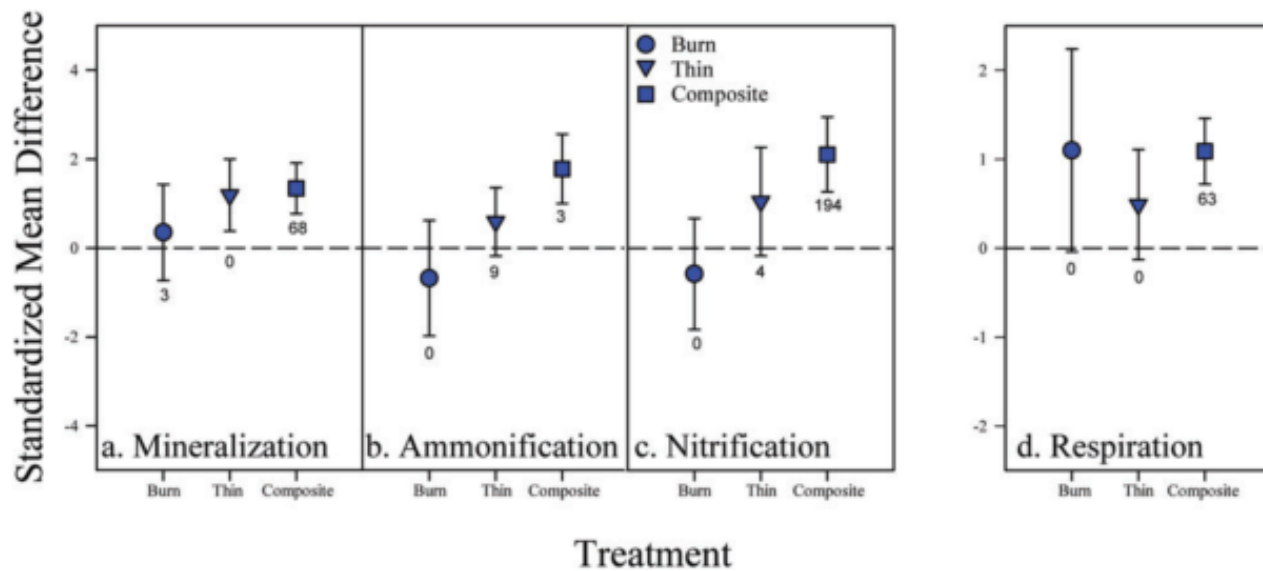 Standardized Mean Difference
4
2
0
-2
-4
3
0
68
a. Mineralization
Burn
Thin
Composite
0
9
3
b. Ammonification
Burn
Thin
Composite
Burn
Thin
Composite
0
4
194
c. Nitrification
Burn
Thin
Composite
2
1
0
-1
-2
0
0
63
d. Respiration
Burn
Thin
Composite
Treatment